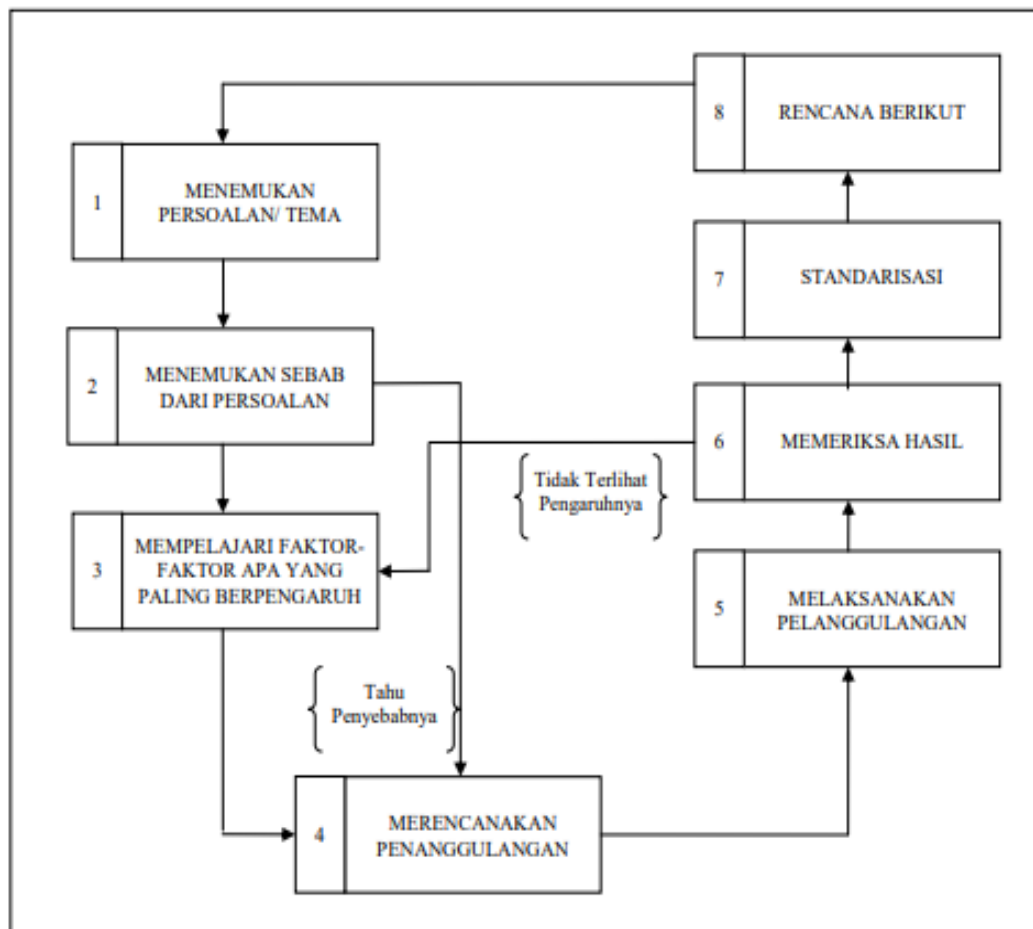 1
MENEMUKAN
PERSOALAN/ TEMA
2
MENEMUKAN SEBAB
DARI PERSOALAN
3
MEMPELAJARI FAKTOR-
FAKTOR APA YANG
PALING BERPENGARUH
Tahu
Penyebabnya
4
MERENCANAKAN
PENANGGULANGAN
5
MELAKSANAKAN
PELANGGULANGAN
6
MEMERIKSA HASIL
Tidak Terlihat
Pengaruhnya
7
STANDARISASI
8
RENCANA BERIKUT